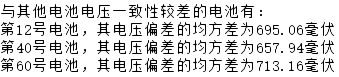 与其他电池电压一致性较差的电池有：
第12号电池，其电压偏差的均方差为695.06毫伏
第40号电池，其电压偏差的均方差为657.94毫伏
第60号电池，其电压偏差的均方差为713.16毫伏